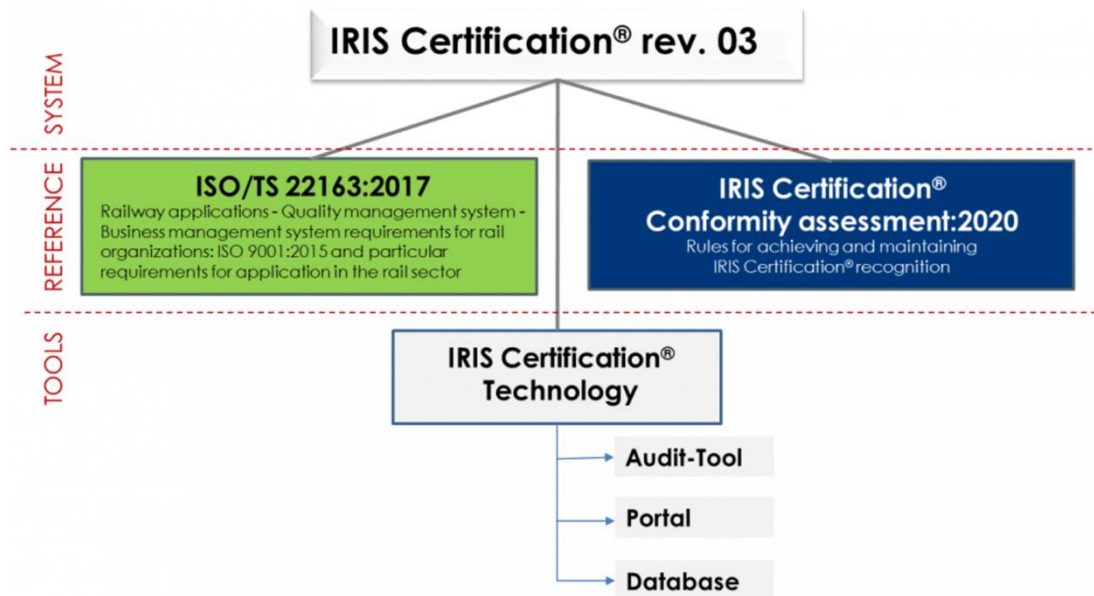 IRIS Certification® rev. 03
SYSTEM
REFERENCE
ISO/TS 22163:2017
Railway applications - Quality management system -
Business management system requirements for rail
organizations: ISO 9001:2015 and particular
requirements for application in the rail sector
IRIS Certification®
Conformity assessment:2020
Rules for achieving and maintaining
IRIS Certification® recognition
TOOLS
IRIS Certification®
Technology
Audit-Tool
Portal
Database